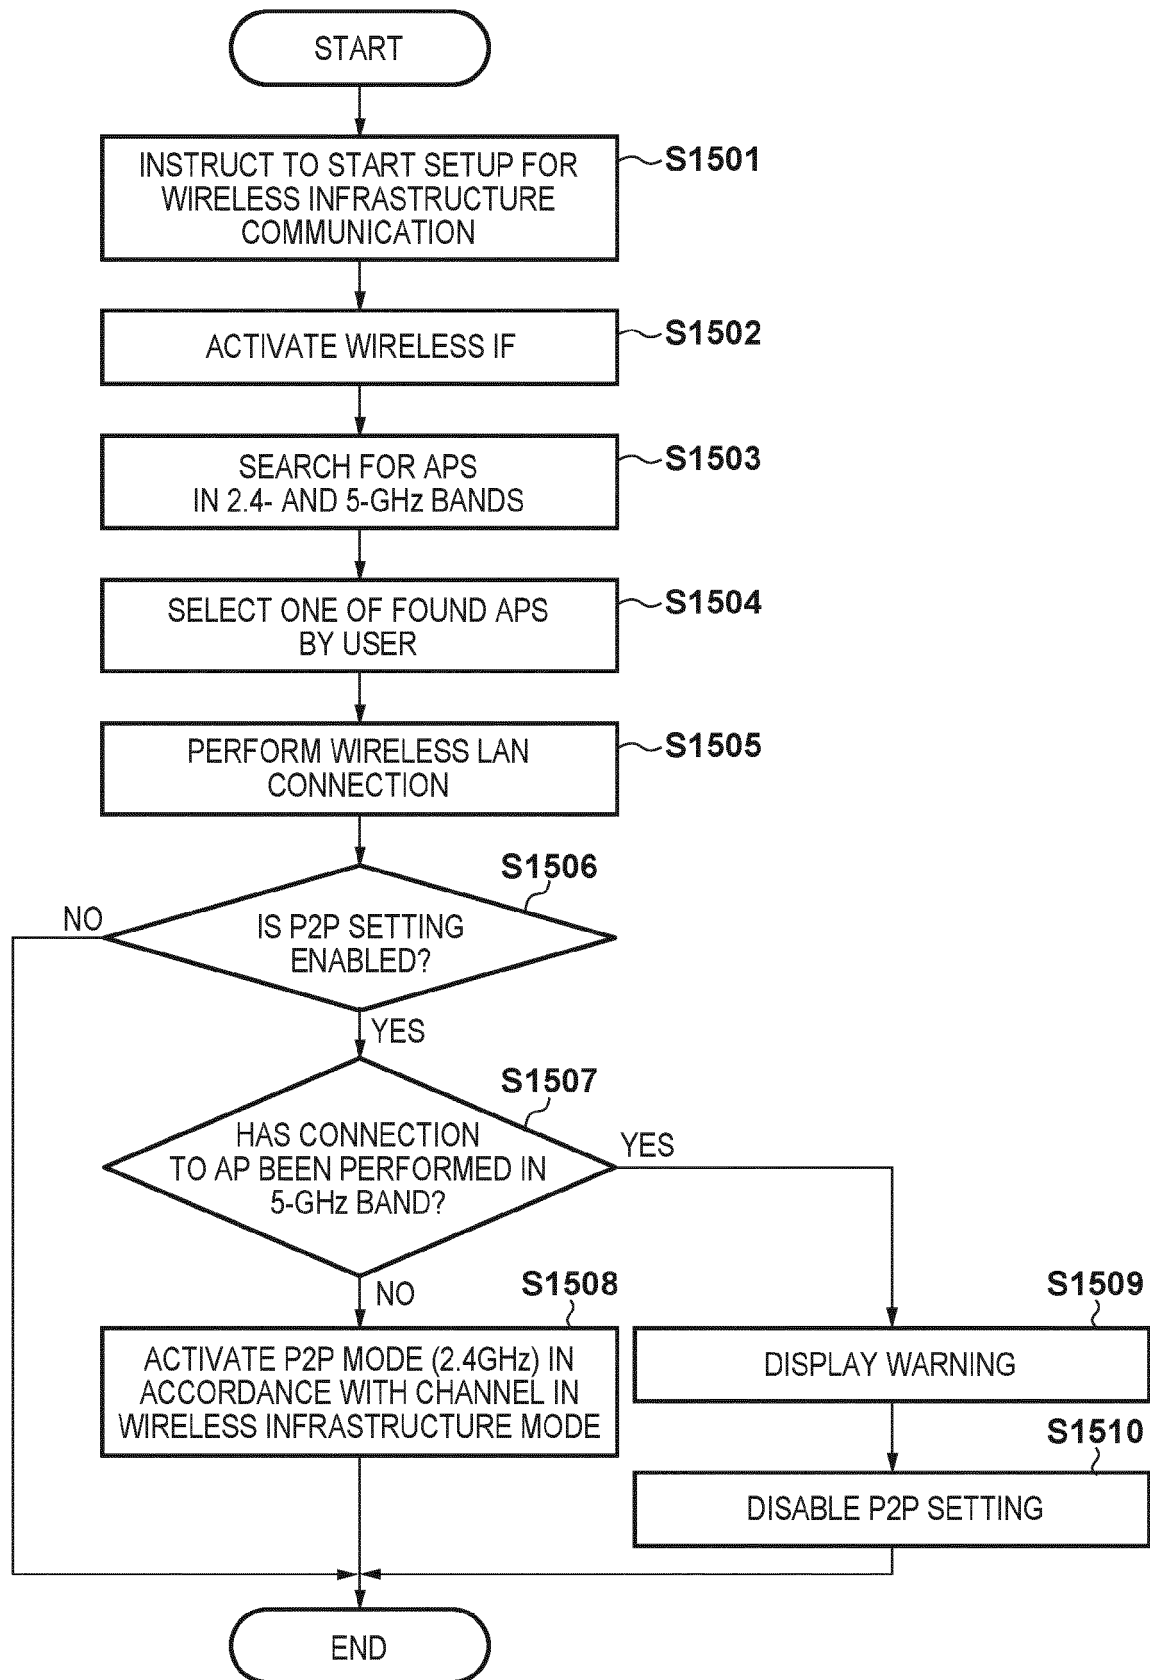 START
INSTRUCT TO START SETUP FOR
WIRELESS INFRASTRUCTURE
COMMUNICATION
S1501
ACTIVATE WIRELESS IF
S1502
SEARCH FOR APS
IN 2.4- AND 5-GHz BANDS
S1503
SELECT ONE OF FOUND APS
BY USER
S1504
PERFORM WIRELESS LAN
CONNECTION
S1505
S1506
NO
IS P2P SETTING
ENABLED?
YES
S1507
HAS CONNECTION
TO AP BEEN PERFORMED IN
5-GHz BAND?
YES
NO
S1508
ACTIVATE P2P MODE (2.4GHz) IN
ACCORDANCE WITH CHANNEL IN
WIRELESS INFRASTRUCTURE MODE
S1509
DISPLAY WARNING
S1510
DISABLE P2P SETTING
END